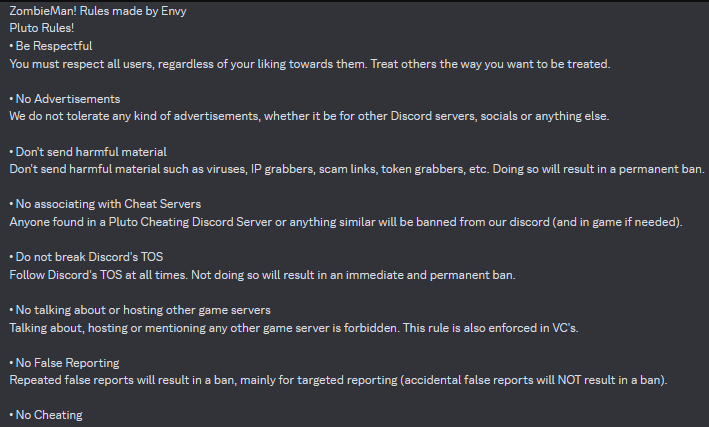 ZombieMan! Rules made by Envy
Pluto Rules!
• Be Respectful
You must respect all users, regardless of your liking towards them. Treat others the way you want to be treated.
• No Advertisements
We do not tolerate any kind of advertisements, whether it be for other Discord servers, socials or anything else.
• Don't send harmful material
Don't send harmful material such as viruses, IP grabbers, scam links, token grabbers, etc. Doing so will result in a permanent ban.
• No associating with Cheat Servers
Anyone found in a Pluto Cheating Discord Server or anything similar will be banned from our discord (and in game if needed).
• Do not break Discord's TOS
Follow Discord's TOS at all times. Not doing so will result in an immediate and permanent ban.
• No talking about or hosting other game servers
Talking about, hosting or mentioning any other game server is forbidden. This rule is also enforced in VC's.
• No False Reporting
Repeated false reports will result in a ban, mainly for targeted reporting (accidental false reports will NOT result in a ban).
• No Cheating